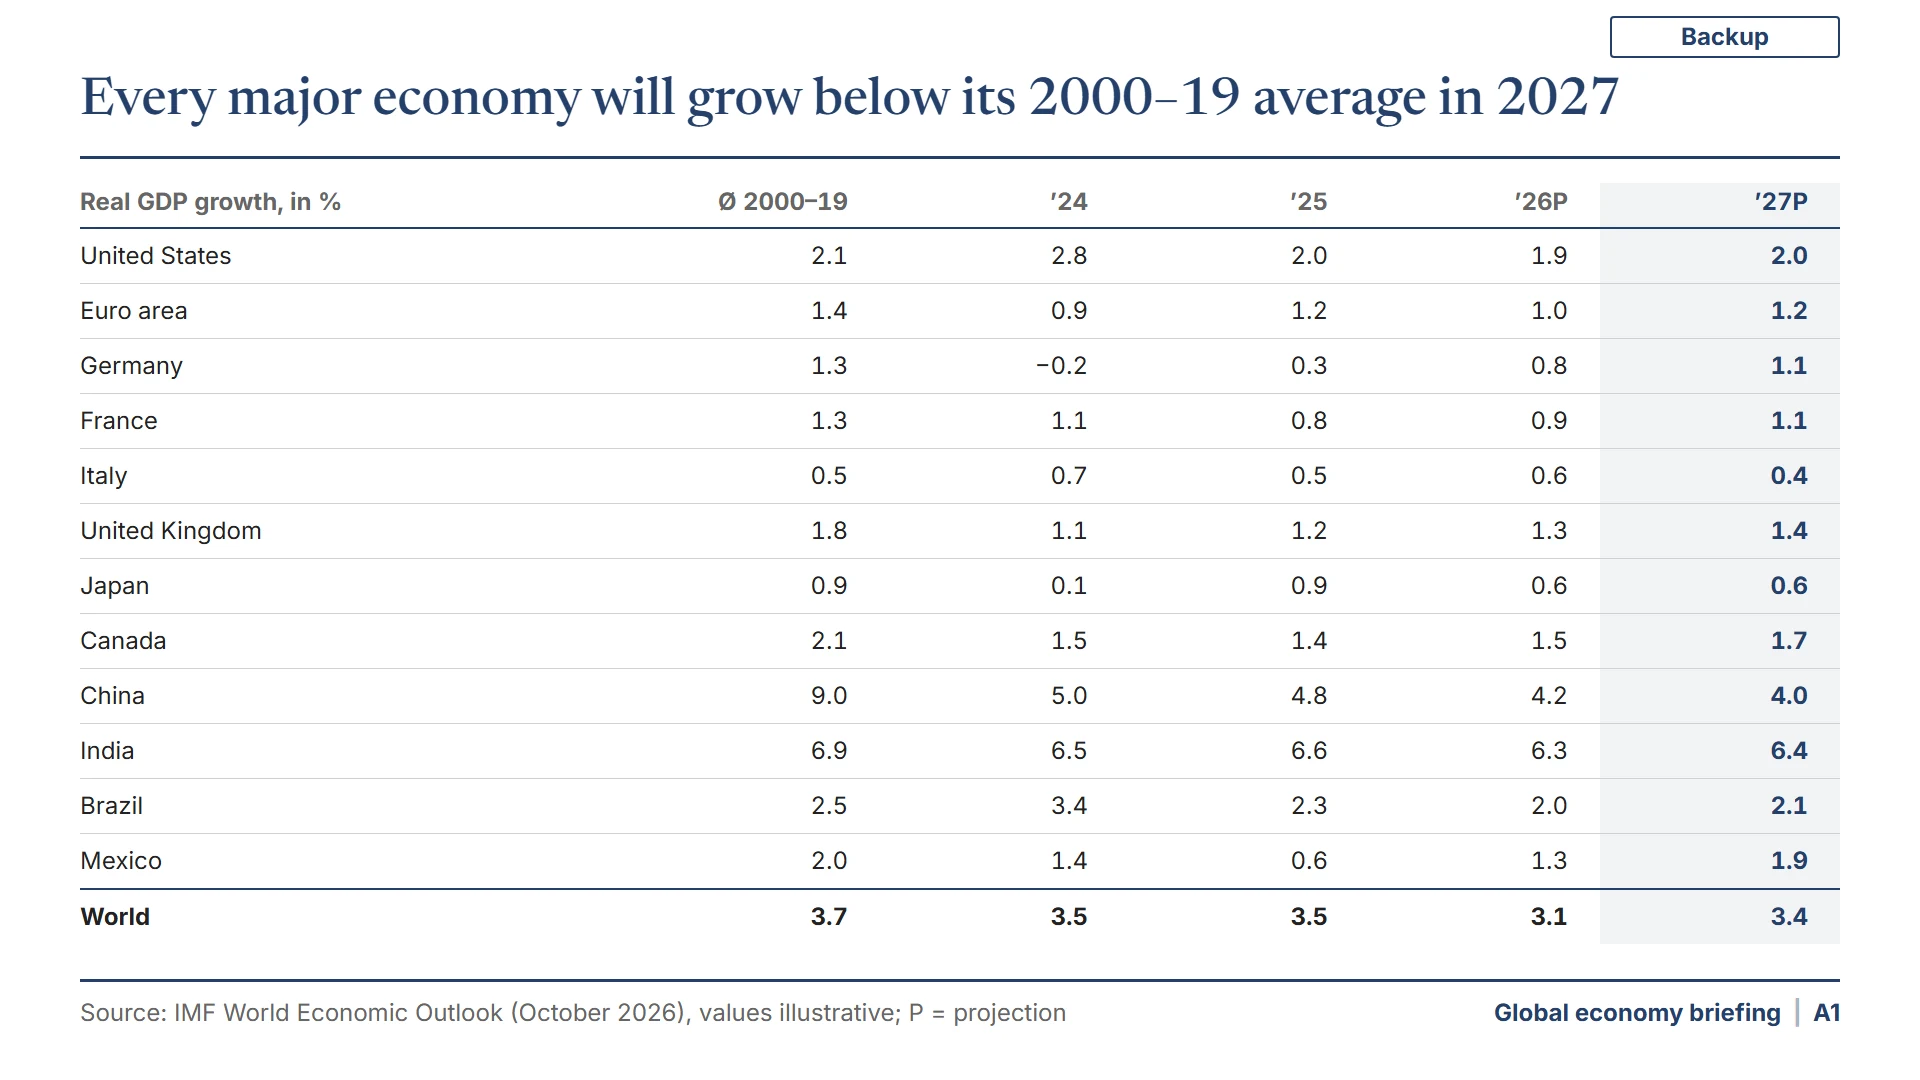 Backup
Every major economy will grow below its 2000–19 average in 2027
Real GDP growth, in % Ø 2000–19 ’24 ’25 ’26P ’27P
United States 2.1 2.8 2.0 1.9 2.0
Euro area 1.4 0.9 1.2 1.0 1.2
Germany 1.3 −0.2 0.3 0.8 1.1
France 1.3 1.1 0.8 0.9 1.1
Italy 0.5 0.7 0.5 0.6 0.4
United Kingdom 1.8 1.1 1.2 1.3 1.4
Japan 0.9 0.1 0.9 0.6 0.6
Canada 2.1 1.5 1.4 1.5 1.7
China 9.0 5.0 4.8 4.2 4.0
India 6.9 6.5 6.6 6.3 6.4
Brazil 2.5 3.4 2.3 2.0 2.1
Mexico 2.0 1.4 0.6 1.3 1.9
World 3.7 3.5 3.5 3.1 3.4
Source: IMF World Economic Outlook (October 2026), values illustrative; P = projection
Global economy briefing | A1